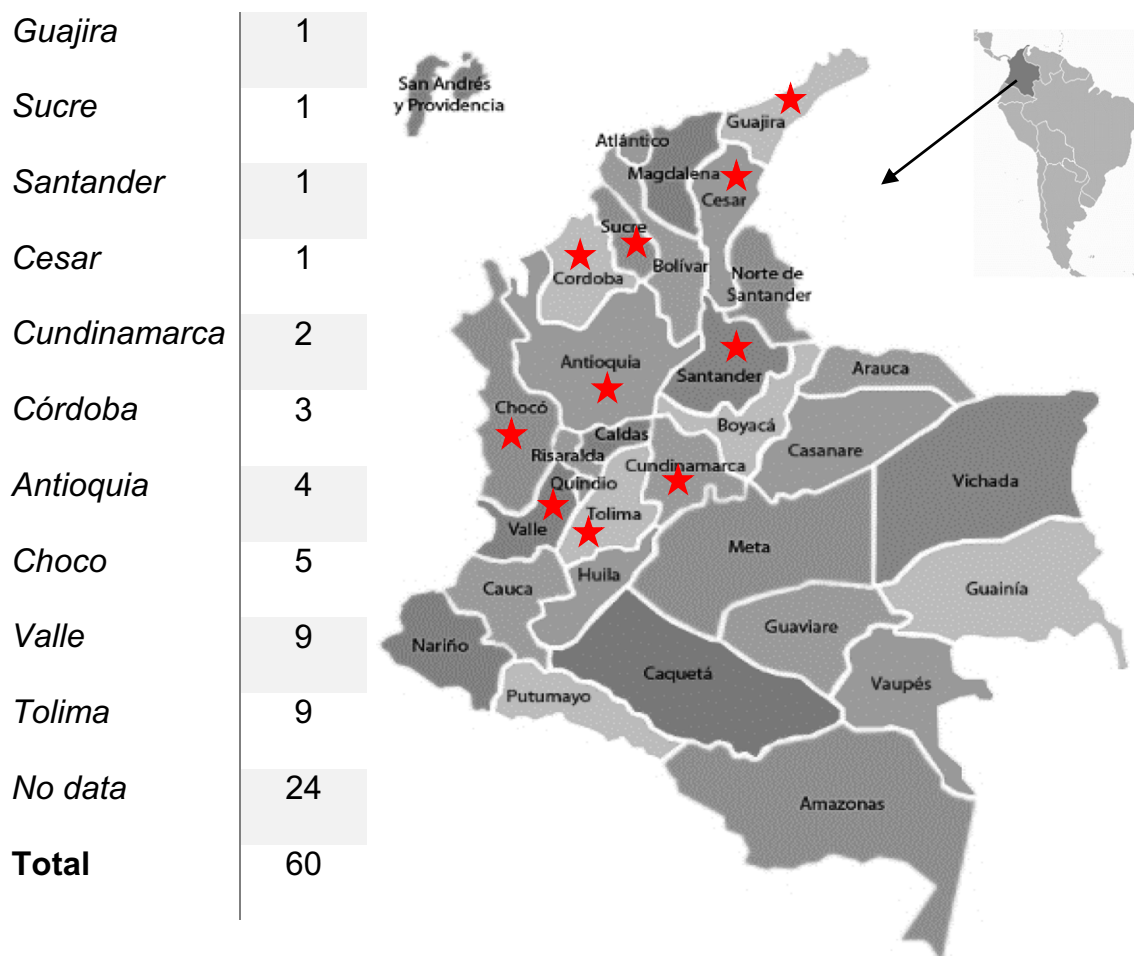 Guajira 1
Sucre 1
Santander 1
Cesar 1
Cundinamarca 2
Córdoba 3
Antioquia 4
Choco 5
Valle 9
Tolima 9
No data 24
Total 60
San Andrés
y Providencia
Guajira
Atlántico
Magdalena
Cesar
Sucre
Bolívar
Cordoba
Norte de
Santander
Antioquia
Santander
Arauca
Chocó
Boyacá
Caldas
Casanare
Risaralda
Cundinamarca
Quindio
Vichada
Tolima
Valle
Meta
Huila
Cauca
Guainía
Guaviare
Nariño
Caquetá
Vaupés
Putumayo
Amazonas